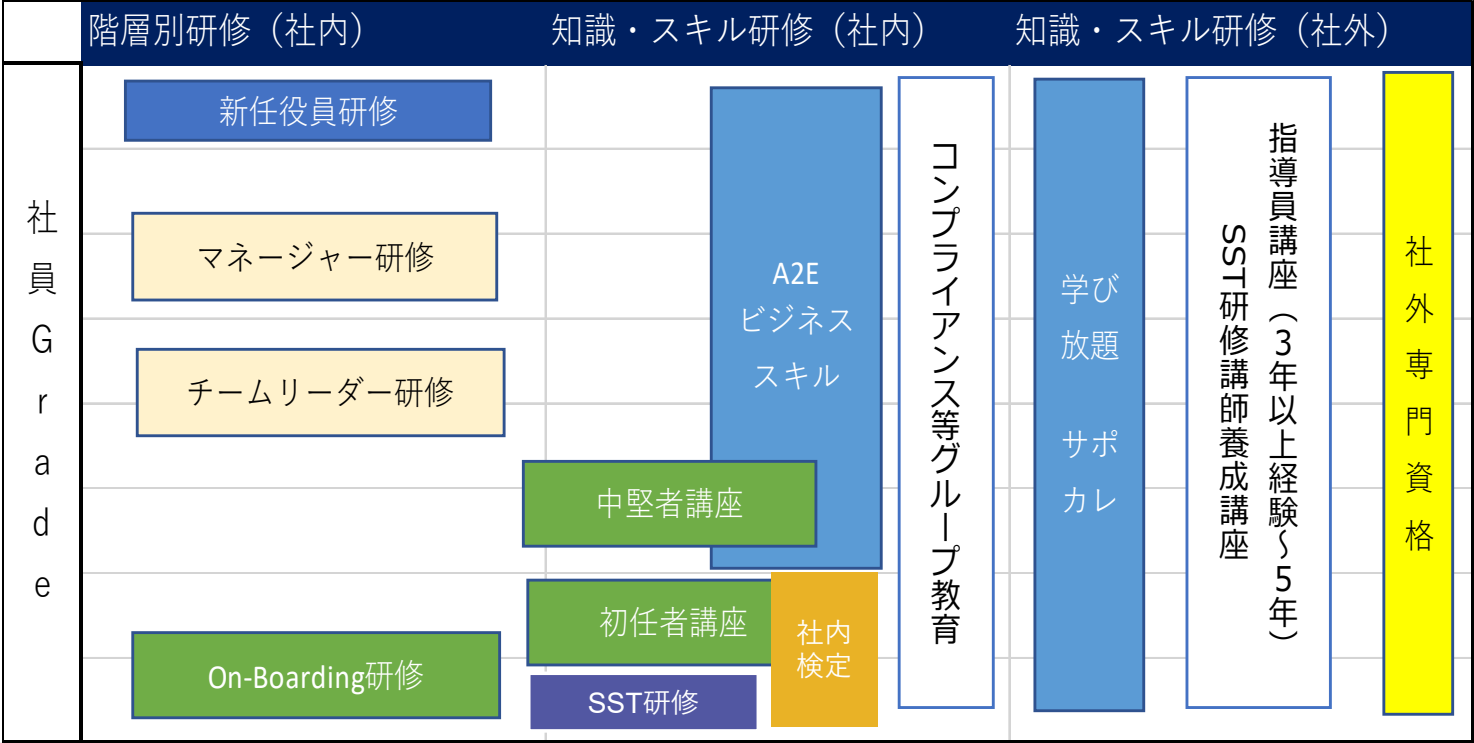 階層別研修（社内）
知識・スキル研修（社内）
知識・スキル研修（社外）
社員Grade
新任役員研修
マネージャー研修
チームリーダー研修
On-Boarding研修
A2E
ビジネス
スキル
中堅者講座
初任者講座
社内
検定
SST研修
コンプライアンス等グループ教育
学び
放題
サポ
カレ
指導員講座（3年以上経験～5年）
SST研修講師養成講座
社外専門資格